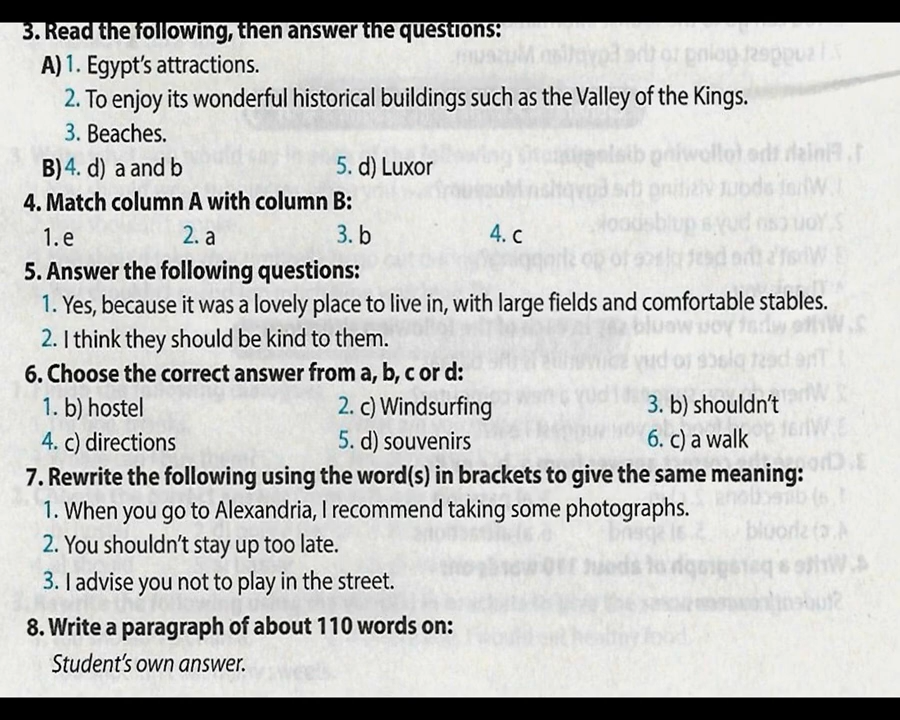 3. Read the following, then answer the questions:
A) 1. Egypt's attractions.
2. To enjoy its wonderful historical buildings such as the Valley of the Kings.
3. Beaches.
B) 4. d) a and b 5. d) Luxor
4. Match column A with column B:
1. e 2. a 3. b 4. c
5. Answer the following questions:
1. Yes, because it was a lovely place to live in, with large fields and comfortable stables.
2. I think they should be kind to them.
6. Choose the correct answer from a, b, c or d:
1. b) hostel 2. c) Windsurfing 3. b) shouldn't
4. c) directions 5. d) souvenirs 6. c) a walk
7. Rewrite the following using the word(s) in brackets to give the same meaning:
1. When you go to Alexandria, I recommend taking some photographs.
2. You shouldn't stay up too late.
3. I advise you not to play in the street.
8. Write a paragraph of about 110 words on:
Student's own answer.